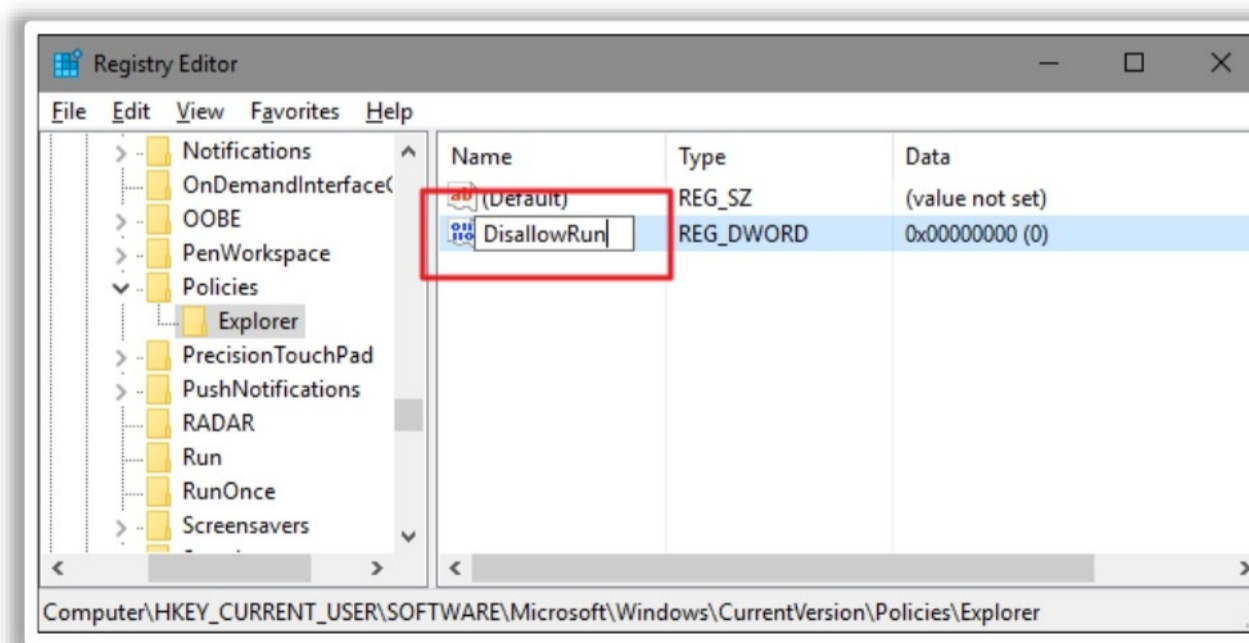 Registry Editor
File Edit View Favorites Help
Notifications
OnDemandInterfaceC
OOBE
PenWorkspace
Policies
Explorer
PrecisionTouchPad
PushNotifications
RADAR
Run
RunOnce
Screensavers
Name Type Data
ab (Default) REG_SZ (value not set)
DisallowRun REG_DWORD 0x00000000 (0)
Computer\HKEY_CURRENT_USER\SOFTWARE\Microsoft\Windows\CurrentVersion\Policies\Explorer